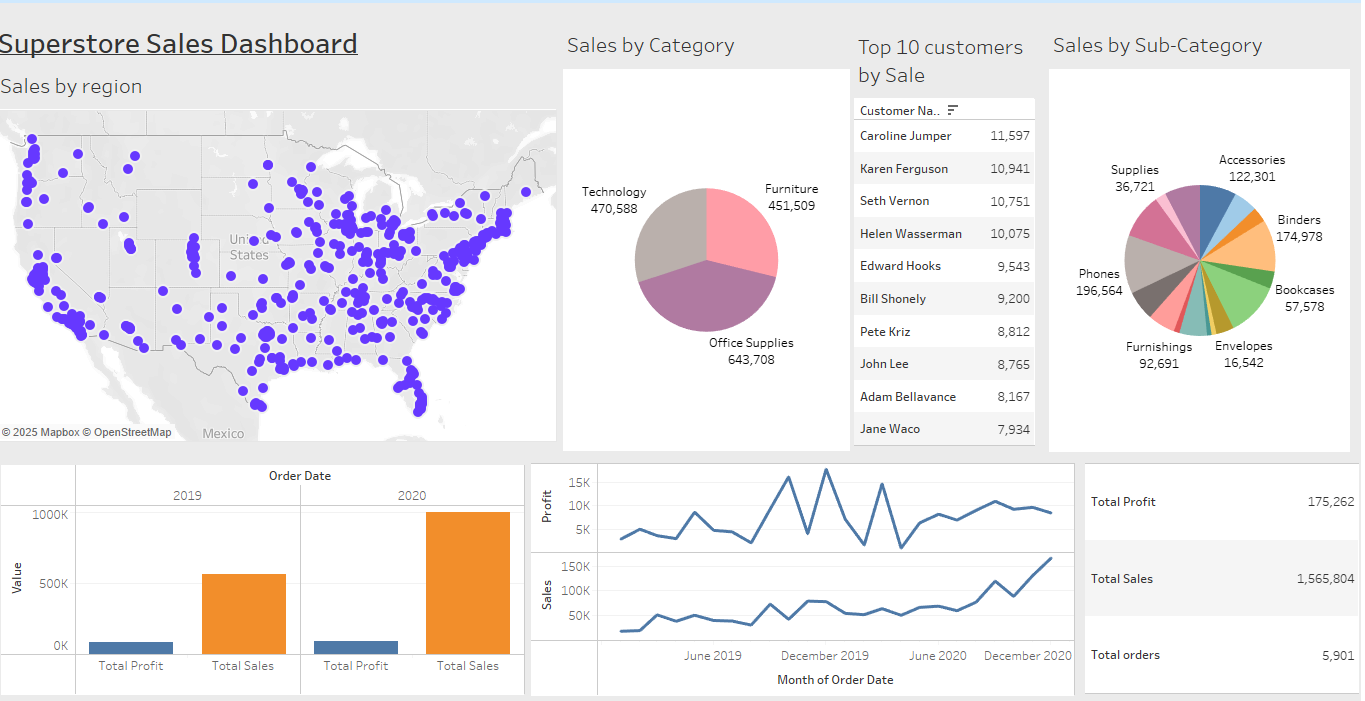 Superstore Sales Dashboard
Sales by region
United
States
Mexico
© 2025 Mapbox © OpenStreetMap
Sales by Category
Technology
470,588
Furniture
451,509
Office Supplies
643,708
Top 10 customers
by Sale
Customer Na..
Caroline Jumper 11,597
Karen Ferguson 10,941
Seth Vernon 10,751
Helen Wasserman 10,075
Edward Hooks 9,543
Bill Shonely 9,200
Pete Kriz 8,812
John Lee 8,765
Adam Bellavance 8,167
Jane Waco 7,934
Sales by Sub-Category
Accessories
122,301
Supplies
36,721
Binders
174,978
Phones
196,564
Bookcases
57,578
Furnishings
92,691
Envelopes
16,542
Order Date
2019 2020
1000K
500K
0K
Value
Total Profit Total Sales Total Profit Total Sales
Profit
15K
10K
5K
Sales
150K
100K
50K
June 2019 December 2019 June 2020 December 2020
Month of Order Date
Total Profit 175,262
Total Sales 1,565,804
Total orders 5,901